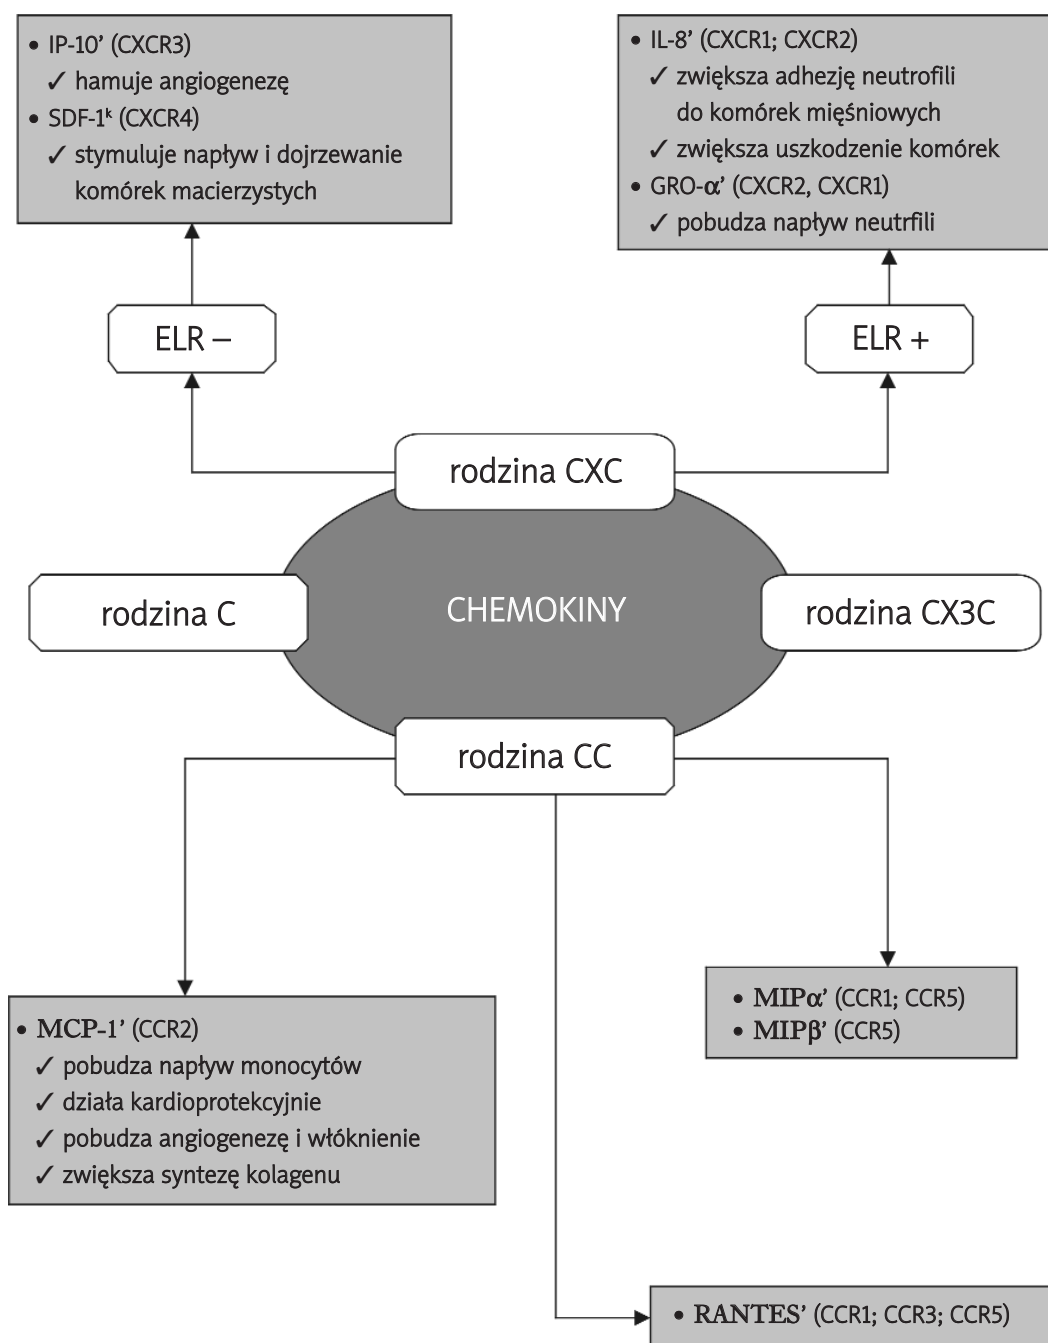 • IP-10’ (CXCR3)
✓ hamuje angiogenezę
• SDF-1ᵏ (CXCR4)
✓ stymuluje napływ i dojrzewanie
komórek macierzystych
• IL-8’ (CXCR1; CXCR2)
✓ zwiększa adhezję neutrofili
do komórek mięśniowych
✓ zwiększa uszkodzenie komórek
• GRO-α’ (CXCR2, CXCR1)
✓ pobudza napływ neutrfili
ELR –
ELR +
rodzina CXC
rodzina C
CHEMOKINY
rodzina CX3C
rodzina CC
• MCP-1’ (CCR2)
✓ pobudza napływ monocytów
✓ działa kardioprotekcyjnie
✓ pobudza angiogenezę i włóknienie
✓ zwiększa syntezę kolagenu
• MIPα’ (CCR1; CCR5)
• MIPβ’ (CCR5)
• RANTES’ (CCR1; CCR3; CCR5)